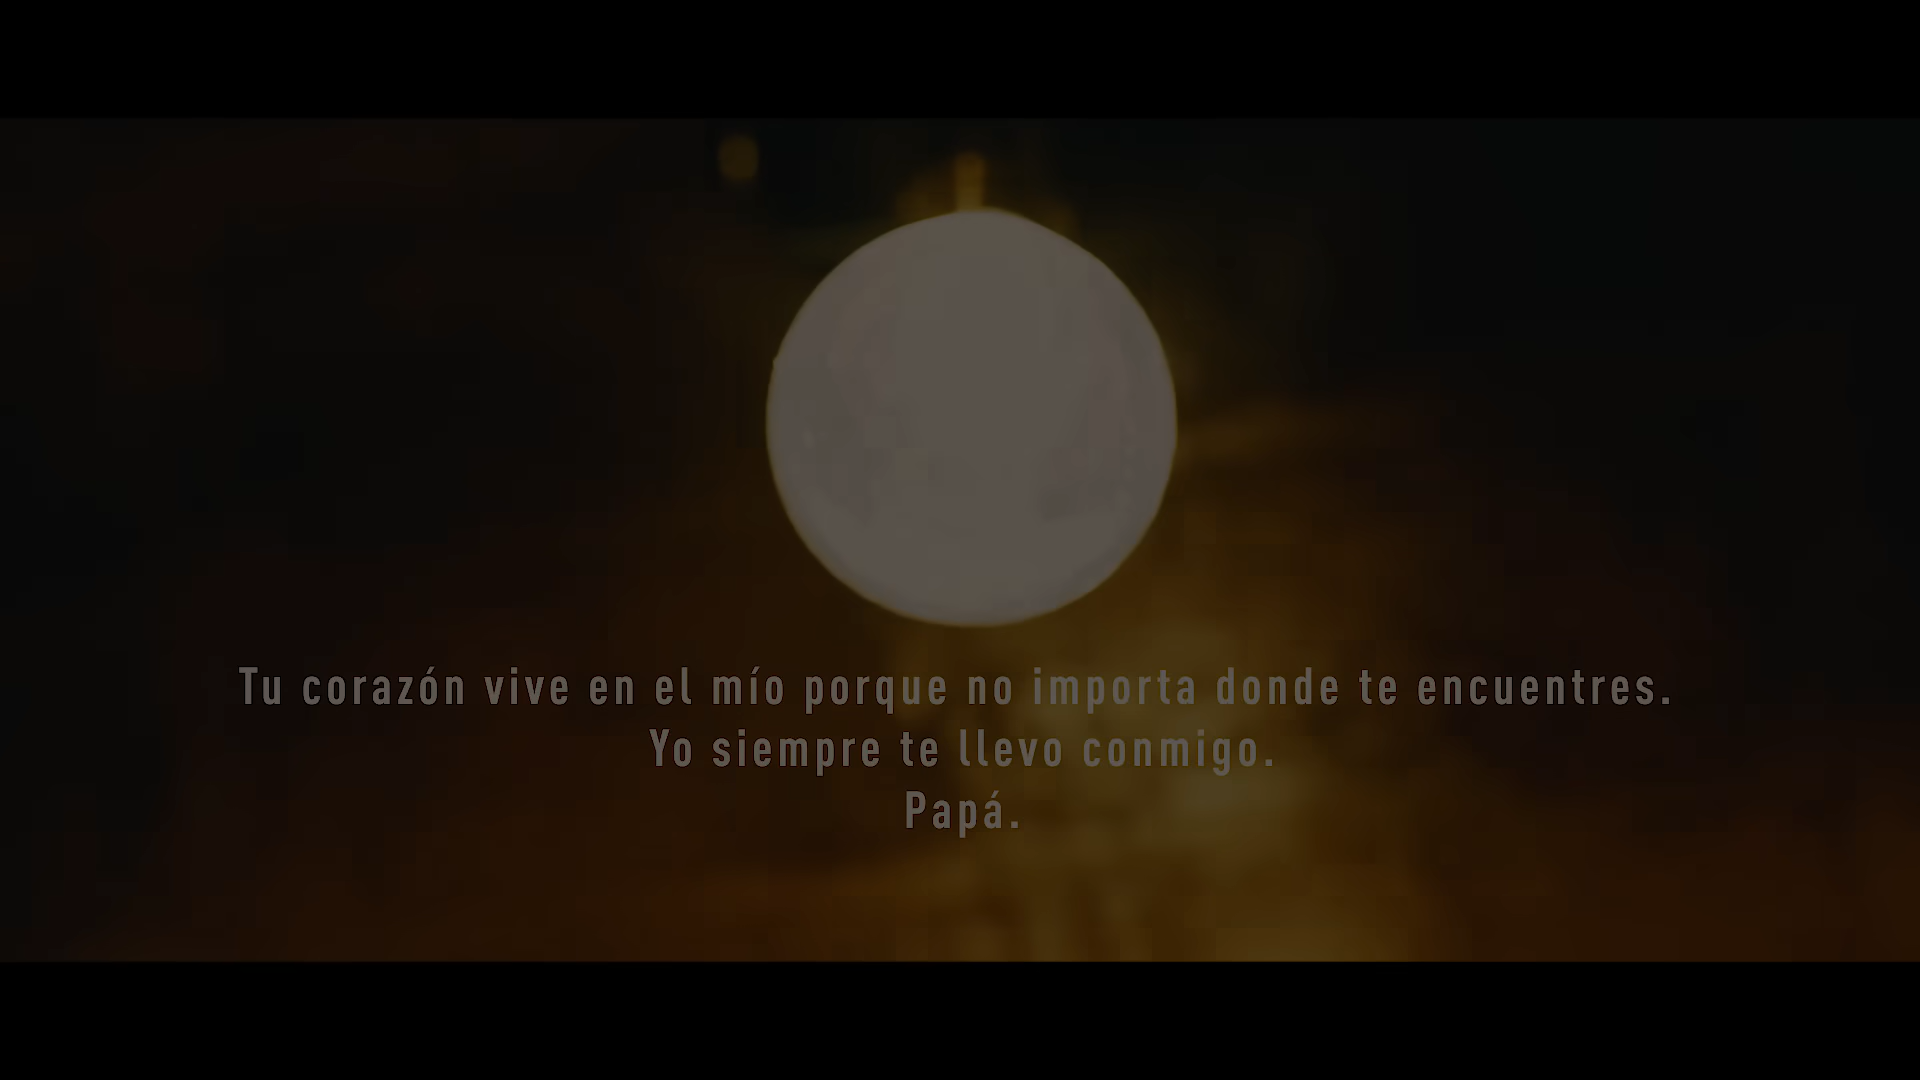 Tu corazón vive en el mío porque no importa donde te encuentres.
Yo siempre te llevo conmigo.
Papá.